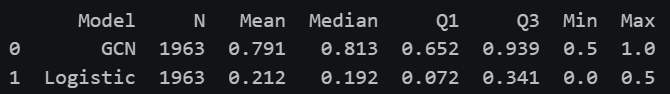 Model N Mean Median Q1 Q3 Min Max
0 GCN 1963 0.791 0.813 0.652 0.939 0.5 1.0
1 Logistic 1963 0.212 0.192 0.072 0.341 0.0 0.5